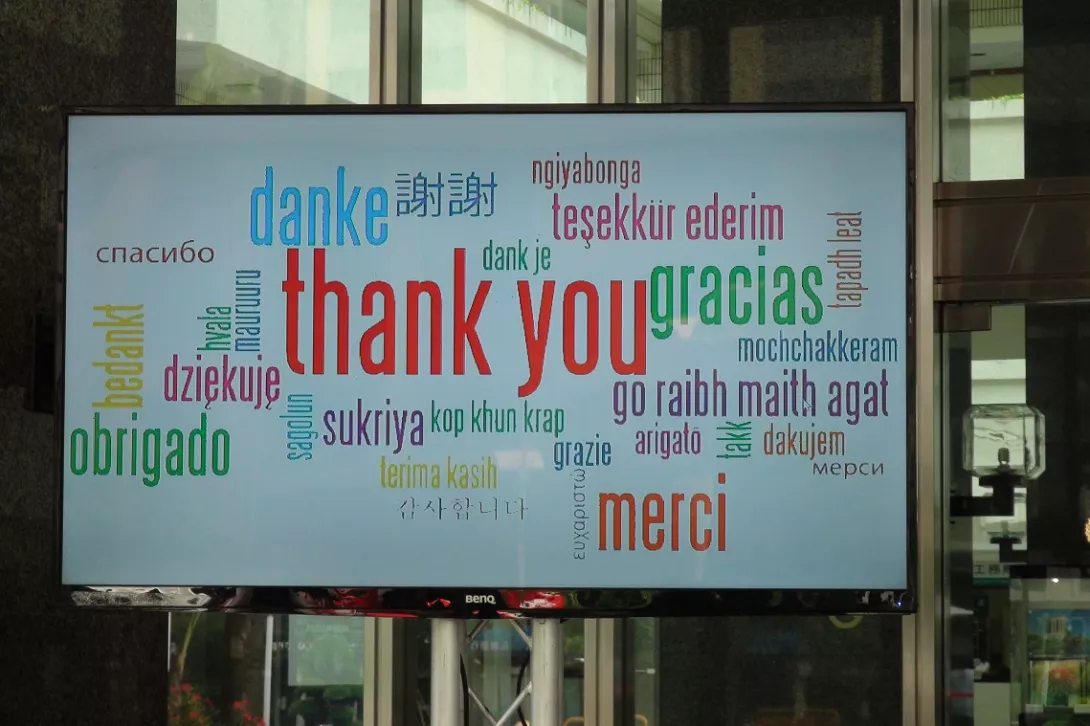 ngiyabonga
danke
謝謝
teşekkür ederim
tapadh leat
спасибо
dank je
thank you
gracias
mauruuru
hvala
bedankt
mochchakkeram
dziękuję
go raibh maith agat
sagolun
sukriya
kop khun krap
obrigado
arigatō
takk
dakujem
grazie
terima kasih
мерси
감사합니다
ευχαριστώ
merci
BenQ